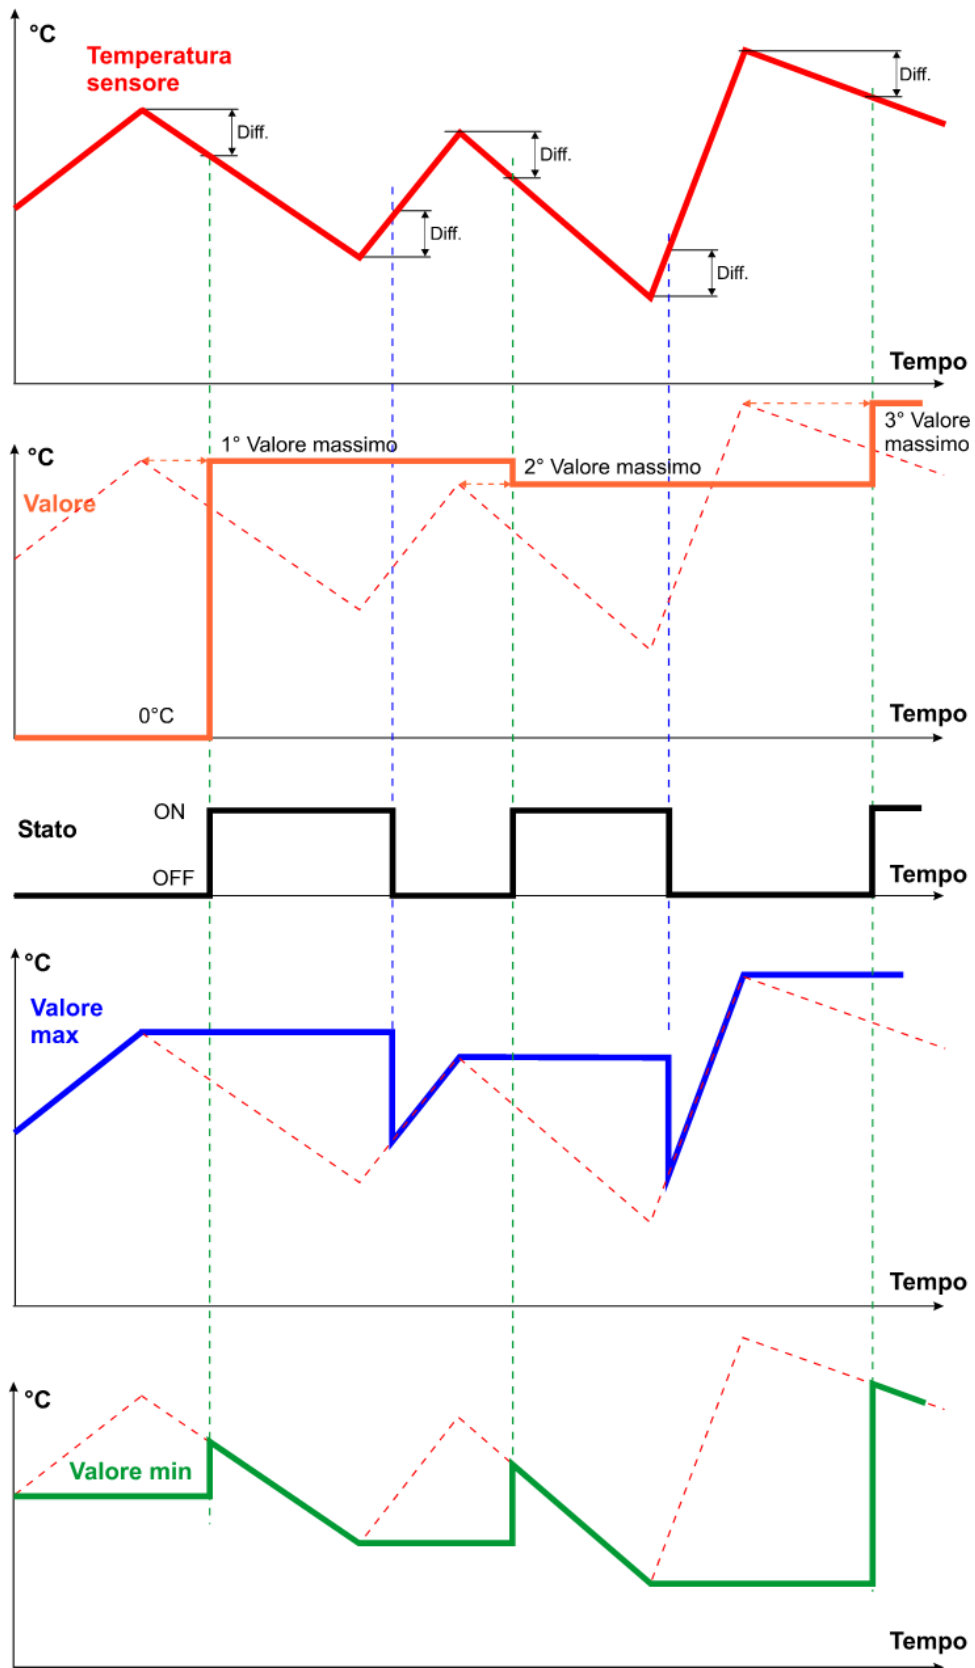 °C
Temperatura
sensore
Diff.
Diff.
Diff.
Diff.
Diff.
Tempo
°C
Valore
1° Valore massimo
2° Valore massimo
3° Valore
massimo
0°C
Tempo
Stato
ON
OFF
Tempo
°C
Valore
max
Tempo
°C
Valore min
Tempo